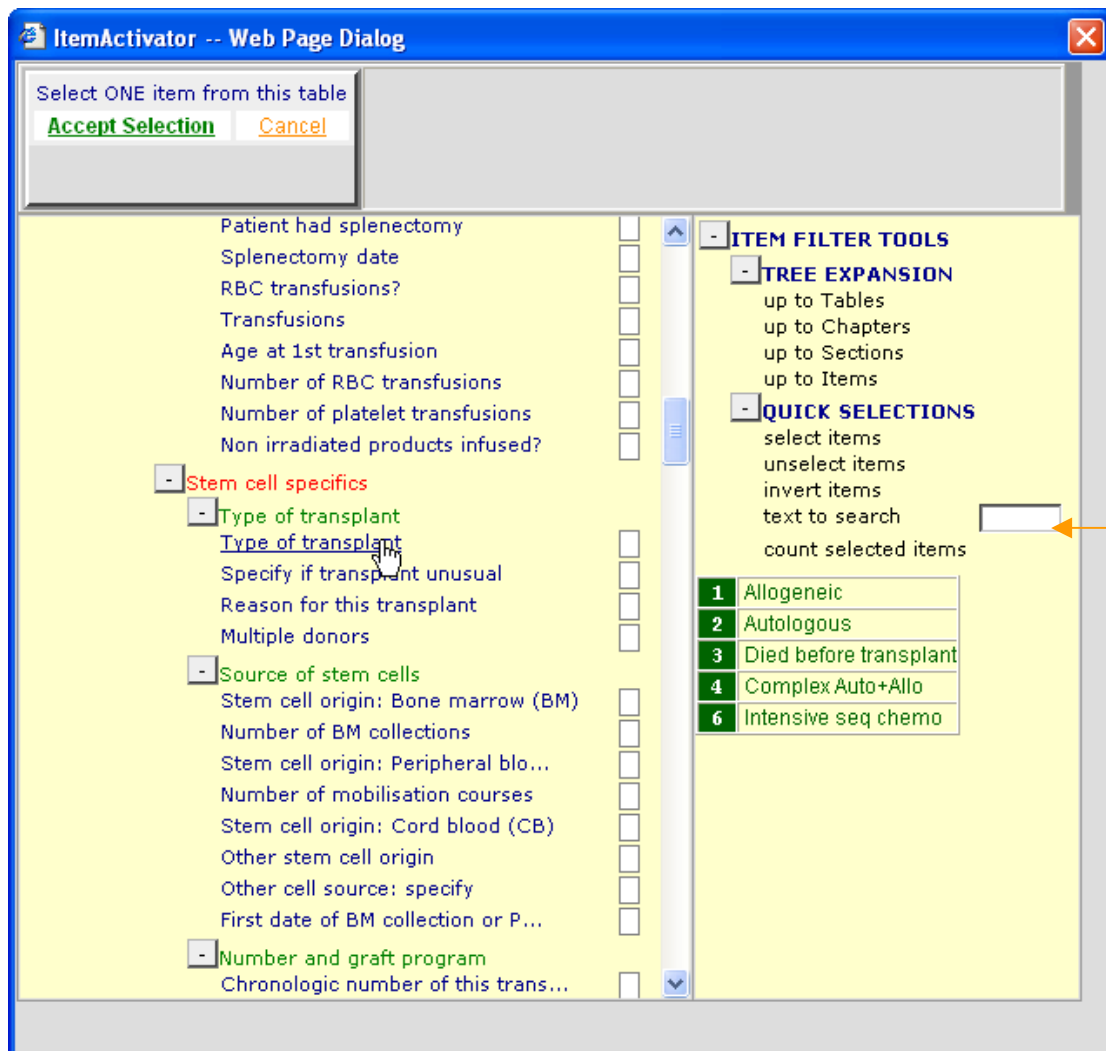 ItemActivator -- Web Page Dialog
Select ONE item from this table
Accept Selection Cancel
Patient had splenectomy
Splenectomy date
RBC transfusions?
Transfusions
Age at 1st transfusion
Number of RBC transfusions
Number of platelet transfusions
Non irradiated products infused?
- Stem cell specifics
- Type of transplant
Type of transplant
Specify if transplant unusual
Reason for this transplant
Multiple donors
- Source of stem cells
Stem cell origin: Bone marrow (BM)
Number of BM collections
Stem cell origin: Peripheral blo...
Number of mobilisation courses
Stem cell origin: Cord blood (CB)
Other stem cell origin
Other cell source: specify
First date of BM collection or P...
- Number and graft program
Chronologic number of this trans...
- ITEM FILTER TOOLS
- TREE EXPANSION
up to Tables
up to Chapters
up to Sections
up to Items
- QUICK SELECTIONS
select items
unselect items
invert items
text to search
count selected items
1 Allogeneic
2 Autologous
3 Died before transplant
4 Complex Auto+Allo
6 Intensive seq chemo